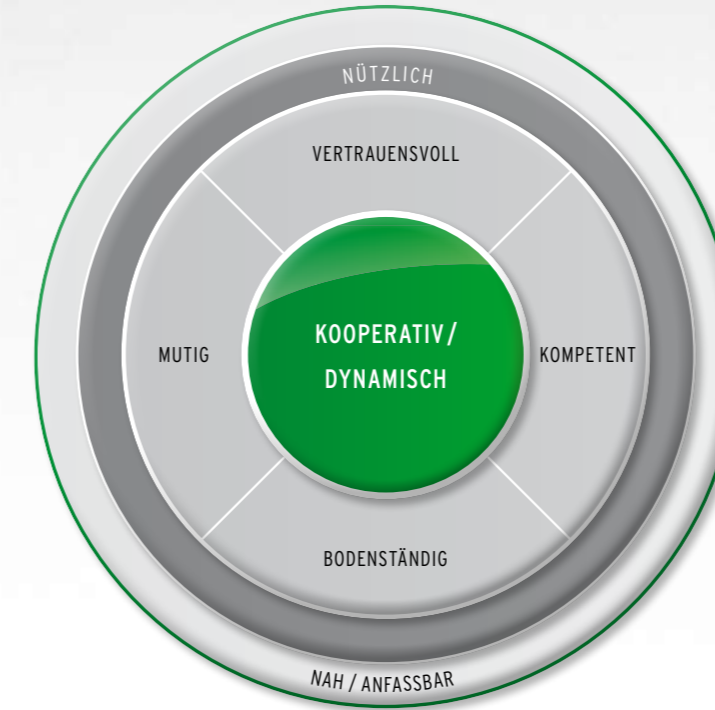 NÜTZLICH
VERTRAUENSVOLL
MUTIG
KOOPERATIV/
DYNAMISCH
KOMPETENT
BODENSTÄNDIG
NAH / ANFASSBAR